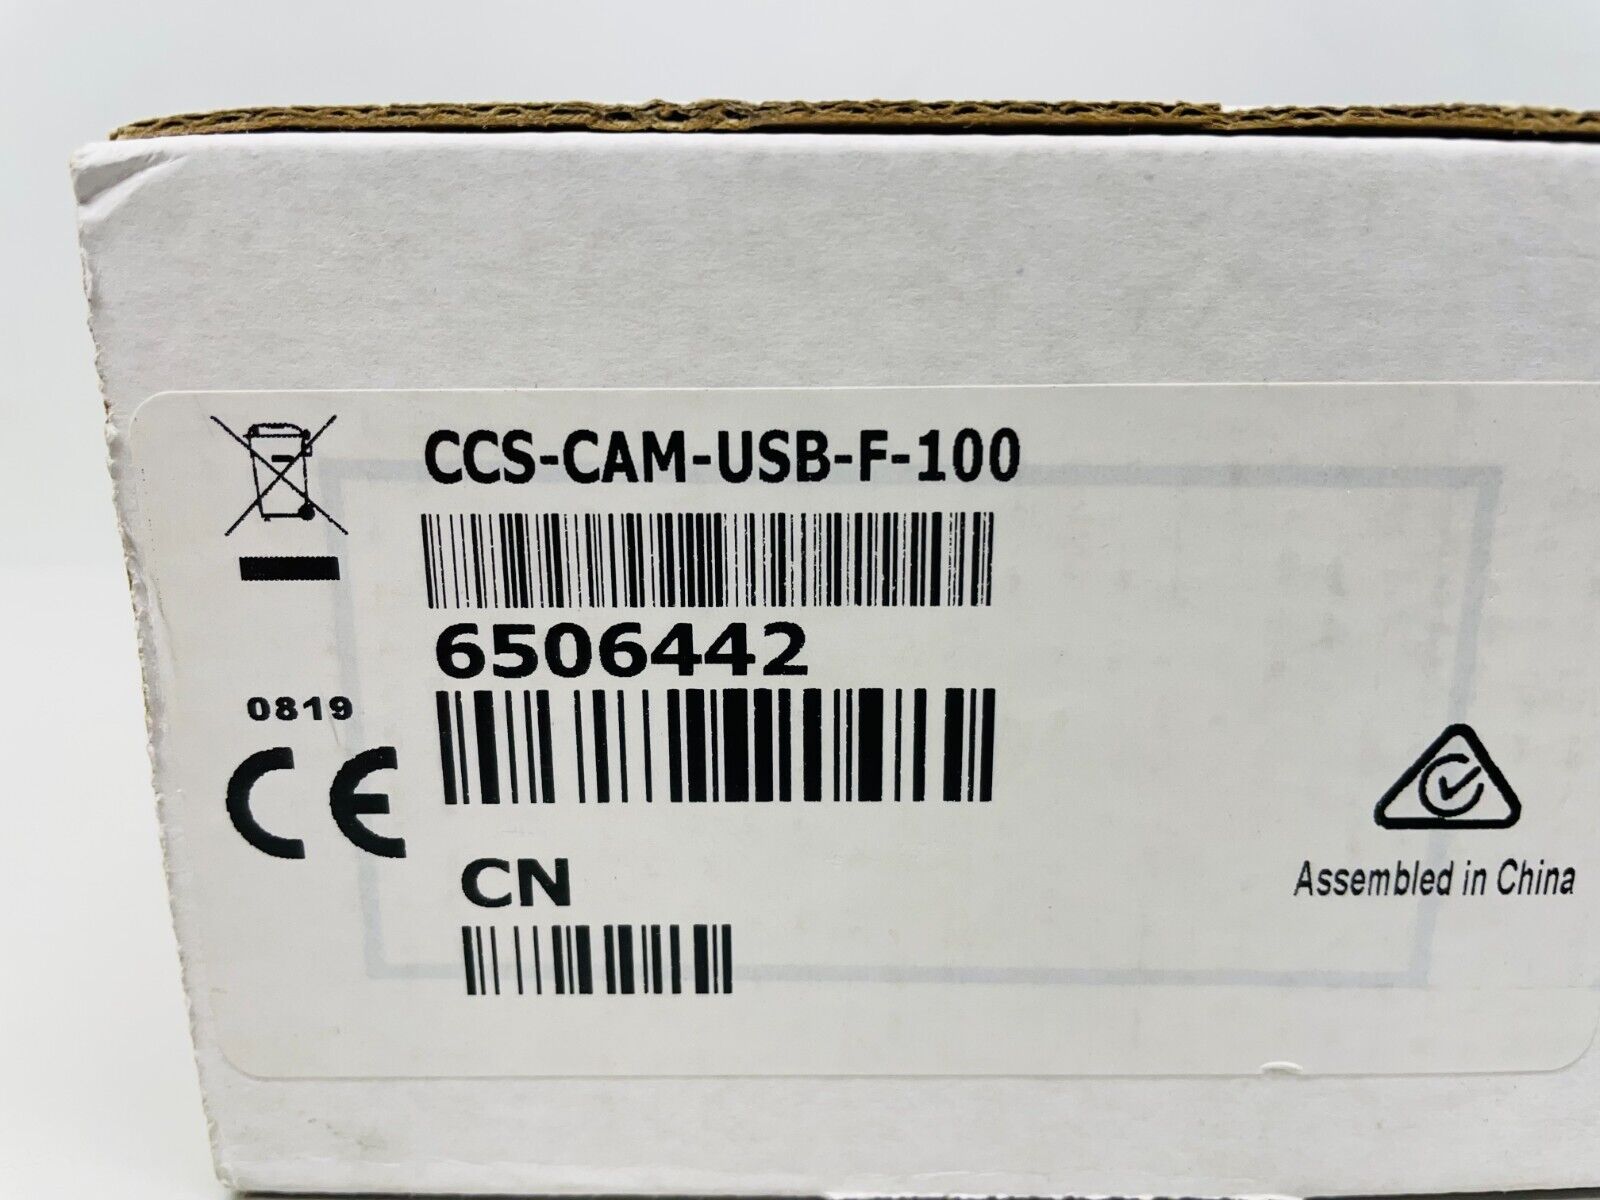 CCS-CAM-USB-F-100
6506442
0819
CE
CN
Assembled in China